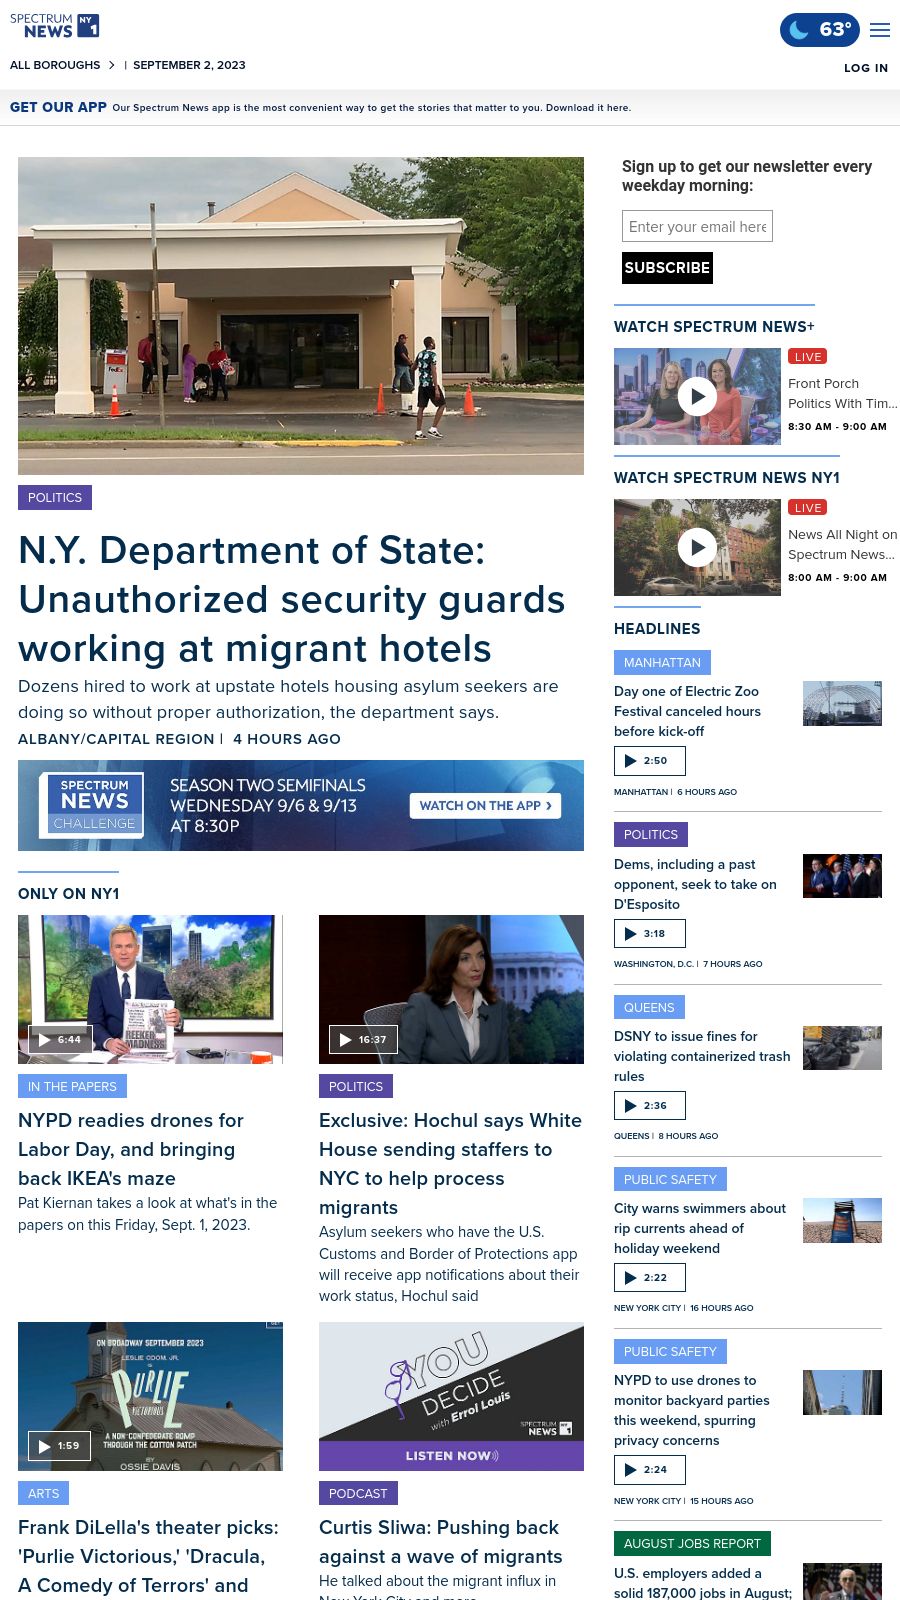 SPECTRUM
NEWS NY 1
63°
ALL BOROUGHS > | SEPTEMBER 2, 2023
LOG IN
GET OUR APP Our Spectrum News app is the most convenient way to get the stories that matter to you. Download it here.
FedEx
POLITICS
N.Y. Department of State:
Unauthorized security guards
working at migrant hotels
Dozens hired to work at upstate hotels housing asylum seekers are
doing so without proper authorization, the department says.
ALBANY/CAPITAL REGION | 4 HOURS AGO
SPECTRUM
NEWS
CHALLENGE
SEASON TWO SEMIFINALS
WEDNESDAY 9/6 & 9/13
AT 8:30P
WATCH ON THE APP ›
ONLY ON NY1
REEKER
MADNESS
6:44
IN THE PAPERS
NYPD readies drones for
Labor Day, and bringing
back IKEA's maze
Pat Kiernan takes a look at what's in the
papers on this Friday, Sept. 1, 2023.
16:37
POLITICS
Exclusive: Hochul says White
House sending staffers to
NYC to help process
migrants
Asylum seekers who have the U.S.
Customs and Border of Protections app
will receive app notifications about their
work status, Hochul said
ON BROADWAY SEPTEMBER 2023
LESLIE ODOM, JR.
PURLIE
VICTORIOUS
A NON-CONFEDERATE ROMP
THROUGH THE COTTON PATCH
BY
OSSIE DAVIS
1:59
ARTS
Frank DiLella's theater picks:
'Purlie Victorious,' 'Dracula,
A Comedy of Terrors' and
YOU
DECIDE
with Errol Louis
SPECTRUM
NEWS NY 1
LISTEN NOW
PODCAST
Curtis Sliwa: Pushing back
against a wave of migrants
He talked about the migrant influx in
New York City and more.
Sign up to get our newsletter every
weekday morning:
Enter your email here
SUBSCRIBE
WATCH SPECTRUM NEWS+
LIVE
Front Porch
Politics With Tim...
8:30 AM - 9:00 AM
WATCH SPECTRUM NEWS NY1
LIVE
News All Night on
Spectrum News...
8:00 AM - 9:00 AM
HEADLINES
MANHATTAN
Day one of Electric Zoo
Festival canceled hours
before kick-off
2:50
MANHATTAN | 6 HOURS AGO
POLITICS
Dems, including a past
opponent, seek to take on
D'Esposito
3:18
WASHINGTON, D.C. | 7 HOURS AGO
QUEENS
DSNY to issue fines for
violating containerized trash
rules
2:36
QUEENS | 8 HOURS AGO
PUBLIC SAFETY
City warns swimmers about
rip currents ahead of
holiday weekend
2:22
NEW YORK CITY | 16 HOURS AGO
PUBLIC SAFETY
NYPD to use drones to
monitor backyard parties
this weekend, spurring
privacy concerns
2:24
NEW YORK CITY | 15 HOURS AGO
AUGUST JOBS REPORT
U.S. employers added a
solid 187,000 jobs in August;